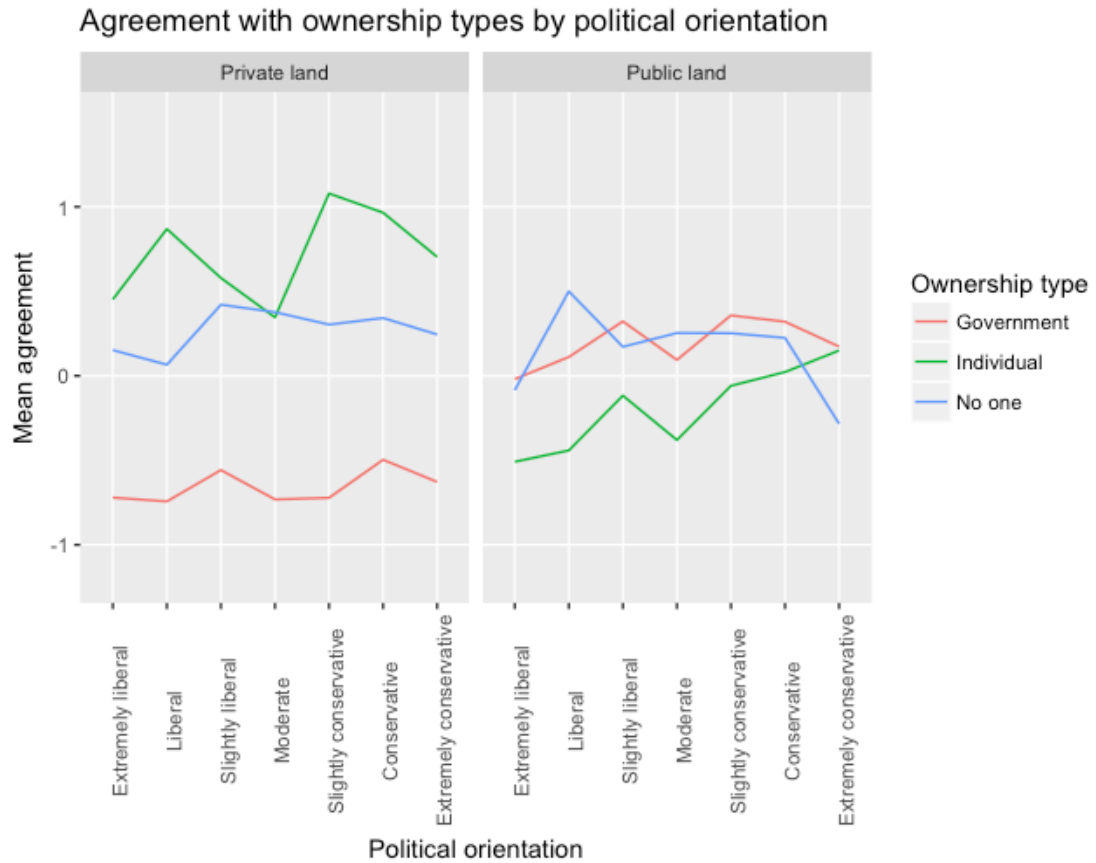 Agreement with ownership types by political orientation
Private land
Public land
Mean agreement
1
0
-1
Extremely liberal
Liberal
Slightly liberal
Moderate
Slightly conservative
Conservative
Extremely conservative
Extremely liberal
Liberal
Slightly liberal
Moderate
Slightly conservative
Conservative
Extremely conservative
Political orientation
Ownership type
Government
Individual
No one